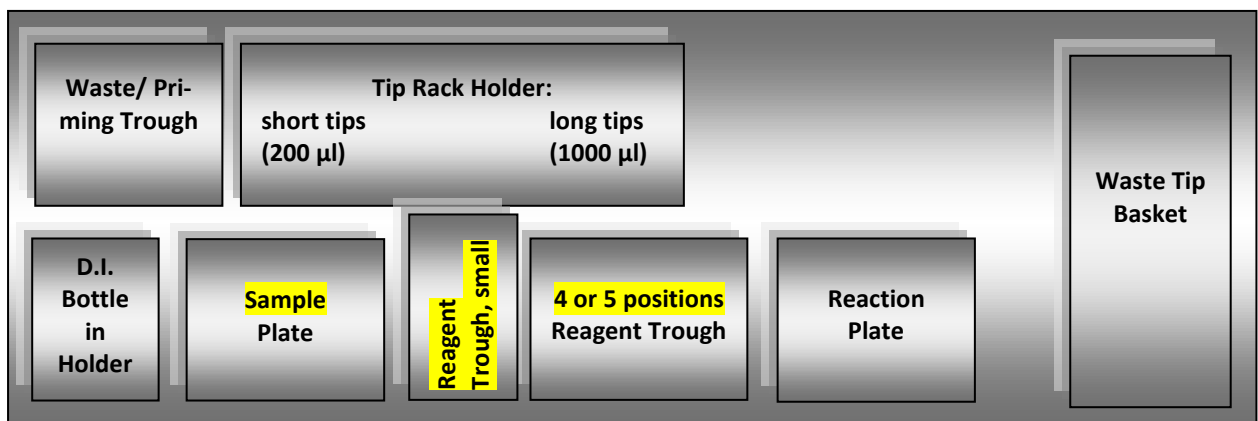 Waste/ Pri-
ming Trough
Tip Rack Holder:
short tips long tips
(200 µl) (1000 µl)
Waste Tip
Basket
D.I.
Bottle
in
Holder
Sample
Plate
Reagent
Trough, small
4 or 5 positions
Reagent Trough
Reaction
Plate